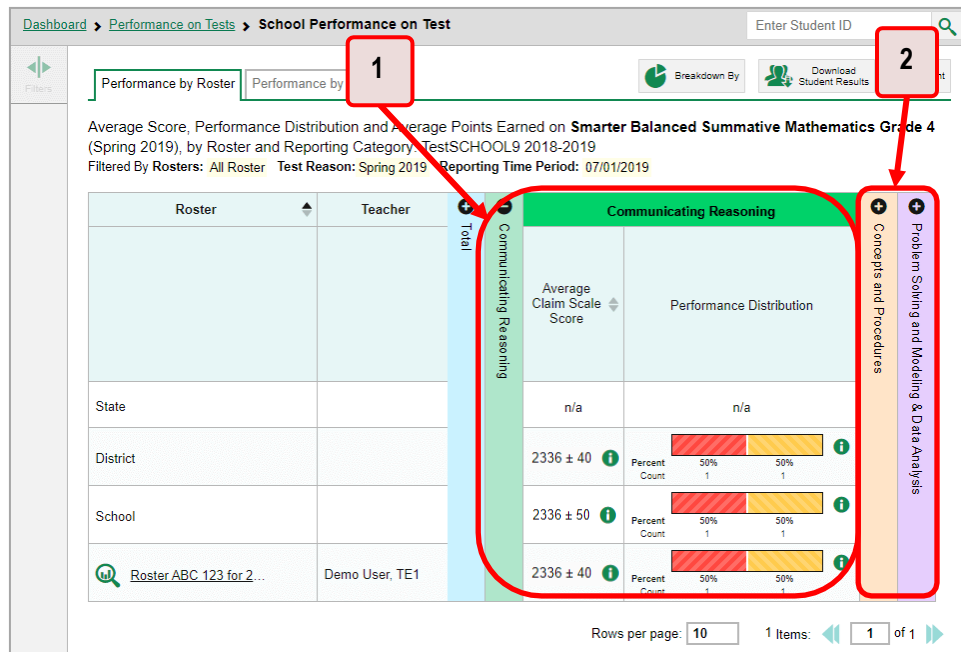 Dashboard > Performance on Tests > School Performance on Test
Enter Student ID
Filters
Performance by Roster
Performance by
1
Breakdown By
Download
Student Results
2
nt
Average Score, Performance Distribution and Average Points Earned on Smarter Balanced Summative Mathematics Grade 4
(Spring 2019), by Roster and Reporting Category: TestSCHOOL9 2018-2019
Filtered By Rosters: All Roster Test Reason: Spring 2019 Reporting Time Period: 07/01/2019
Roster
Teacher
Total
Communicating Reasoning
Communicating Reasoning
Average
Claim Scale
Score
Performance Distribution
Concepts and Procedures
Problem Solving and Modeling & Data Analysis
State
n/a
n/a
District
2336 ± 40
Percent 50% 50%
Count 1 1
School
2336 ± 50
Percent 50% 50%
Count 1 1
Roster ABC 123 for 2...
Demo User, TE1
2336 ± 40
Percent 50% 50%
Count 1 1
Rows per page: 10 1 Items: 1 of 1